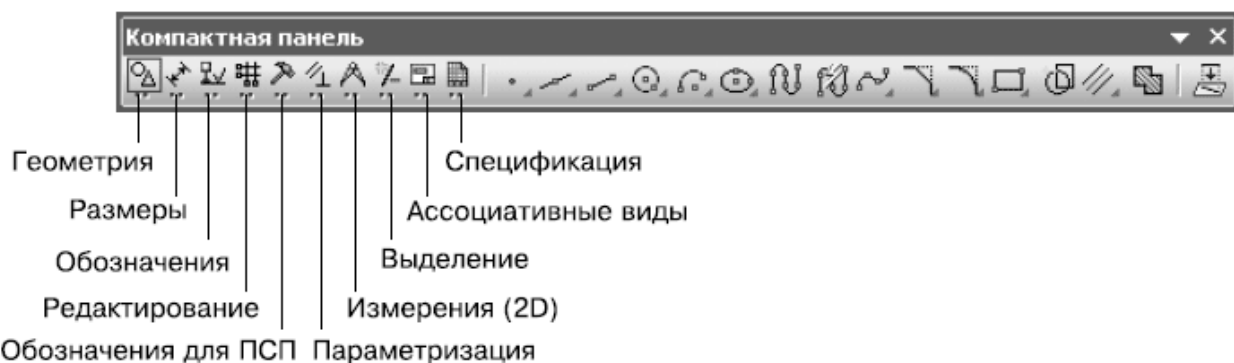 Компактная панель
Геометрия
Спецификация
Размеры
Ассоциативные виды
Обозначения
Выделение
Редактирование
Измерения (2D)
Обозначения для ПСП
Параметризация